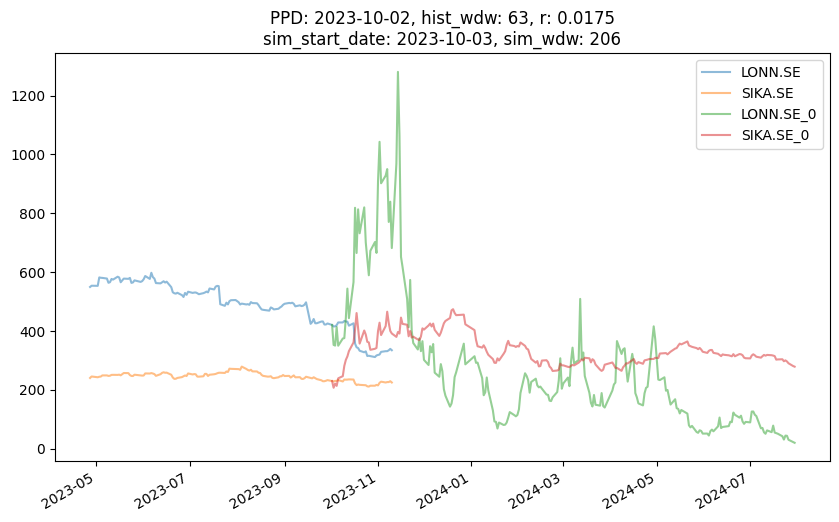 PPD: 2023-10-02, hist_wdw: 63, r: 0.0175
sim_start_date: 2023-10-03, sim_wdw: 206
LONN.SE
SIKA.SE
LONN.SE_0
SIKA.SE_0
1200
1000
800
600
400
200
0
2023-05
2023-07
2023-09
2023-11
2024-01
2024-03
2024-05
2024-07